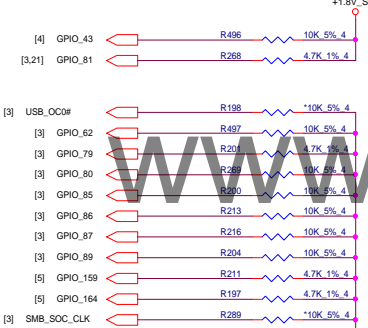 +1.8V_S
[4] GPIO_43 R496 10K_5%_4
[3,21] GPIO_81 R268 4.7K_1%_4
[3] USB_OC0# R198 *10K_5%_4
[3] GPIO_62 R497 10K_5%_4
[3] GPIO_79 R201 4.7K_1%_4
[3] GPIO_80 R269 10K_5%_4
[3] GPIO_85 R200 10K_5%_4
[3] GPIO_86 R213 10K_5%_4
[3] GPIO_87 R216 10K_5%_4
[3] GPIO_89 R204 10K_5%_4
[5] GPIO_159 R211 4.7K_1%_4
[5] GPIO_164 R197 4.7K_1%_4
[3] SMB_SOC_CLK R289 *10K_5%_4
www